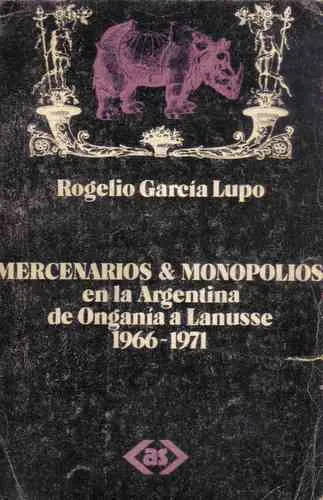 Rogelio García Lupo
MERCENARIOS & MONOPOLIOS
en la Argentina
de Onganía a Lanusse
1966-1971
as